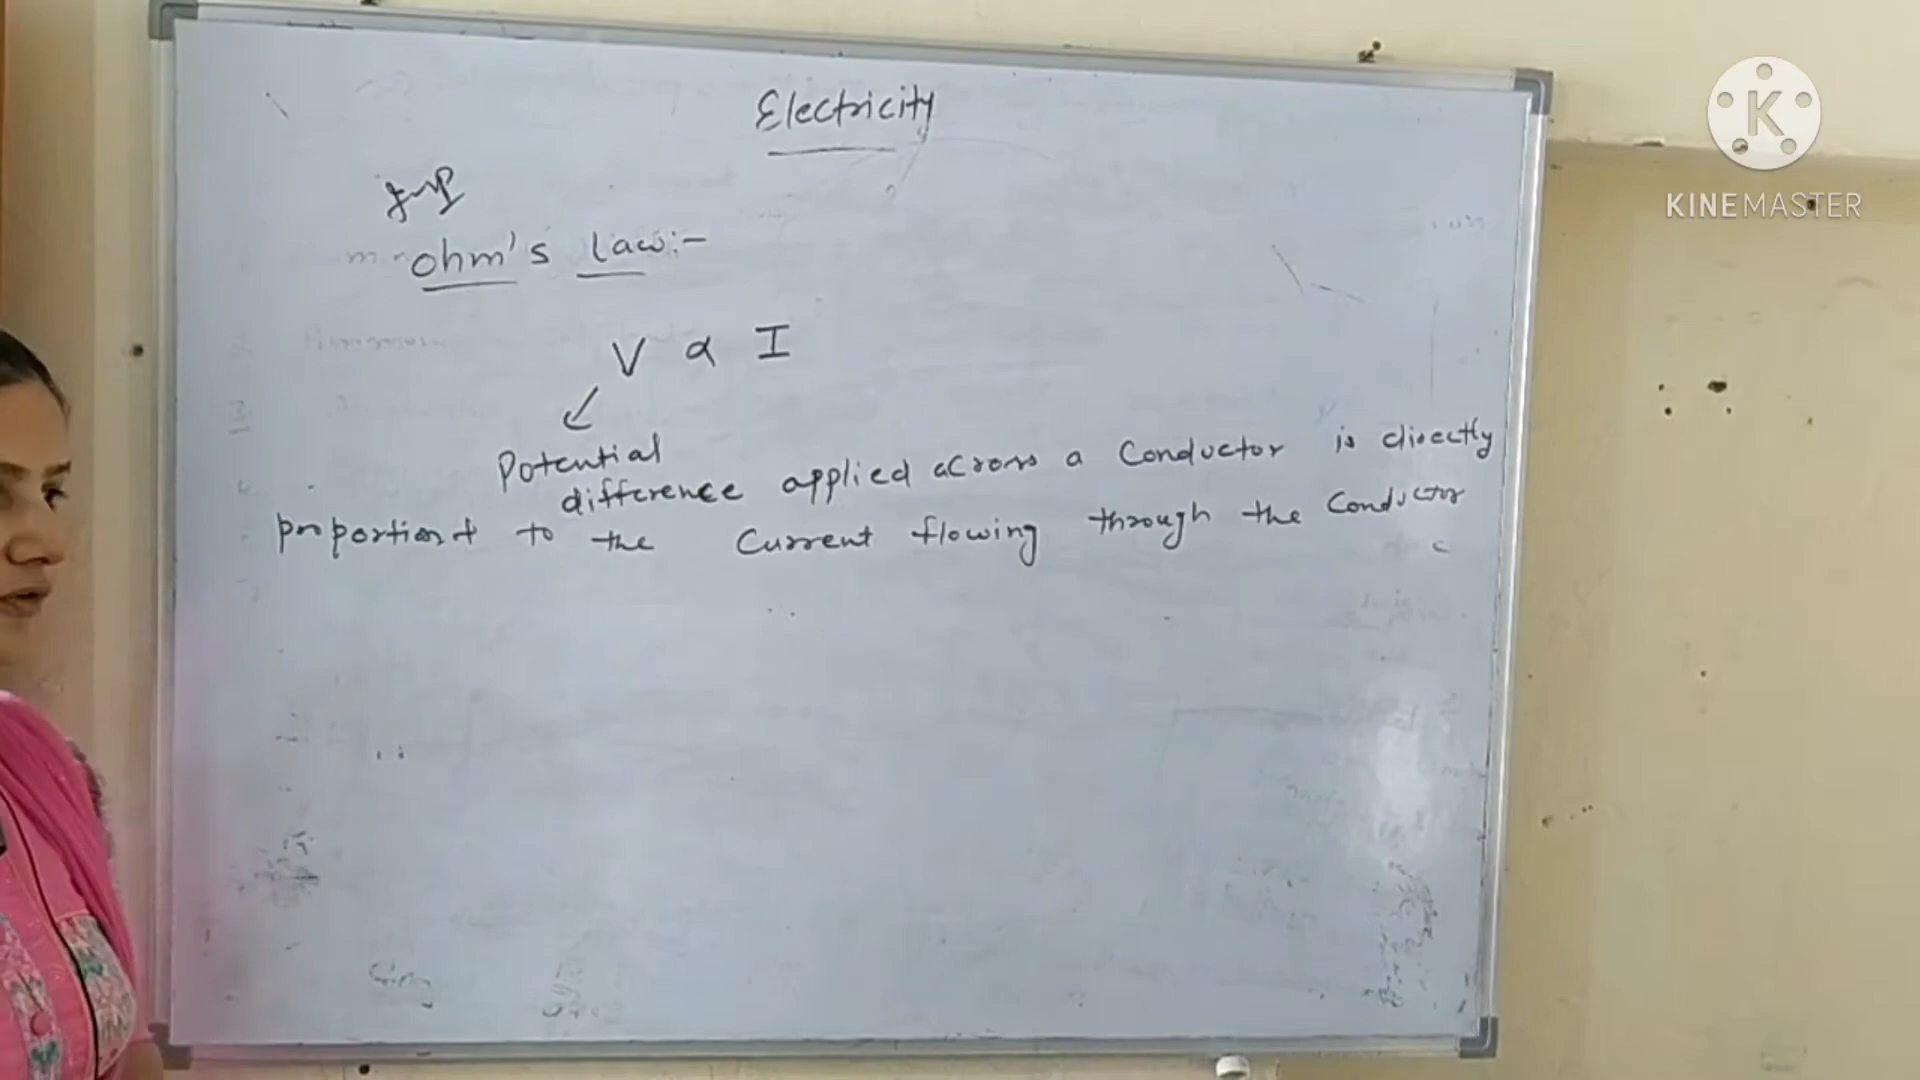 Electricity
Imp
ohm's law:-
V α I
Potential
difference applied across a Conductor is directly
proportional to the Current flowing through the Conductor
KINEMASTER